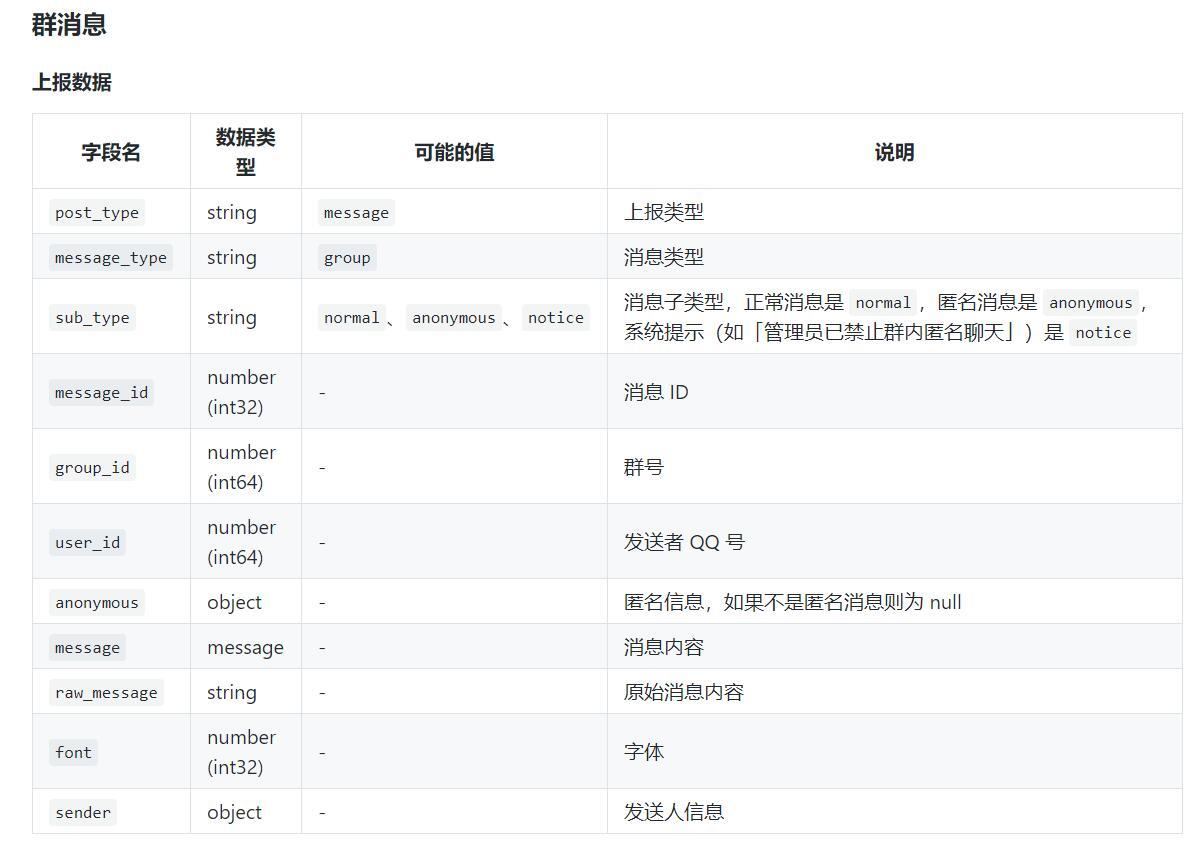 群消息
上报数据
字段名 数据类型 可能的值 说明
post_type string message 上报类型
message_type string group 消息类型
sub_type string normal 、 anonymous 、 notice 消息子类型，正常消息是 normal ，匿名消息是 anonymous ，
系统提示（如「管理员已禁止群内匿名聊天」）是 notice
message_id number (int32) - 消息 ID
group_id number (int64) - 群号
user_id number (int64) - 发送者 QQ 号
anonymous object - 匿名信息，如果不是匿名消息则为 null
message message - 消息内容
raw_message string - 原始消息内容
font number (int32) - 字体
sender object - 发送人信息